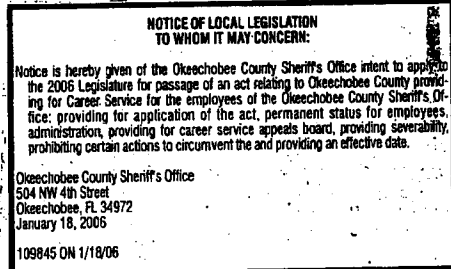 NOTICE OF LOCAL LEGISLATION
TO WHOM IT MAY CONCERN:
Notice is hereby given of the Okeechobee County Sheriff's Office intent to apply to
the 2006 Legislature for passage of an act relating to Okeechobee County provid-
ing for Career Service for the employees of the Okeechobee County Sheriff's Of-
fice; providing for application of the act, permanent status for employees,
administration, providing for career service appeals board, providing severability,
prohibiting certain actions to circumvent the and providing an effective date.
Okeechobee County Sheriff's Office
504 NW 4th Street
Okeechobee, FL 34972
January 18, 2006
109845 ON 1/18/06